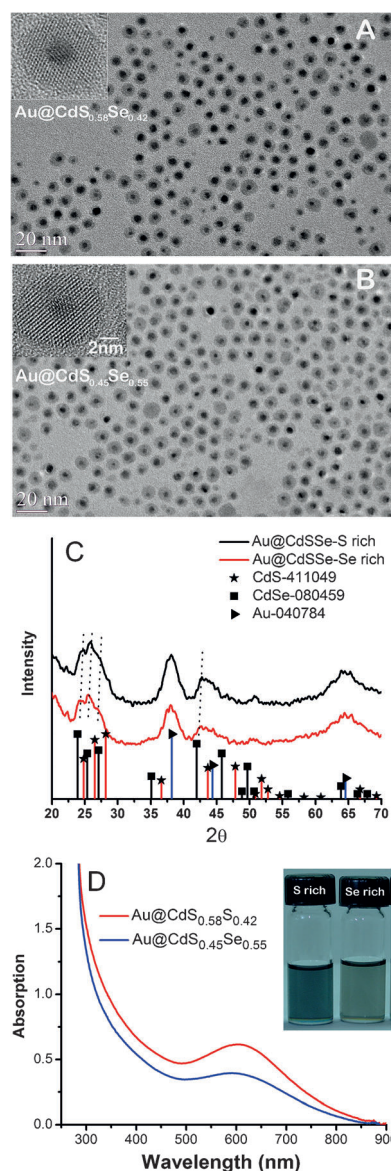 A
Au@CdS0.58Se0.42
20 nm
B
2nm
Au@CdS0.45Se0.55
20 nm
C
Au@CdSSe-S rich
Au@CdSSe-Se rich
CdS-411049
CdSe-080459
Au-040784
Intensity
20 25 30 35 40 45 50 55 60 65 70
2θ
D
Au@CdS0.58S0.42
Au@CdS0.45Se0.55
S rich Se rich
2.0
1.5
1.0
0.5
0.0
Absorption
300 400 500 600 700 800 900
Wavelength (nm)